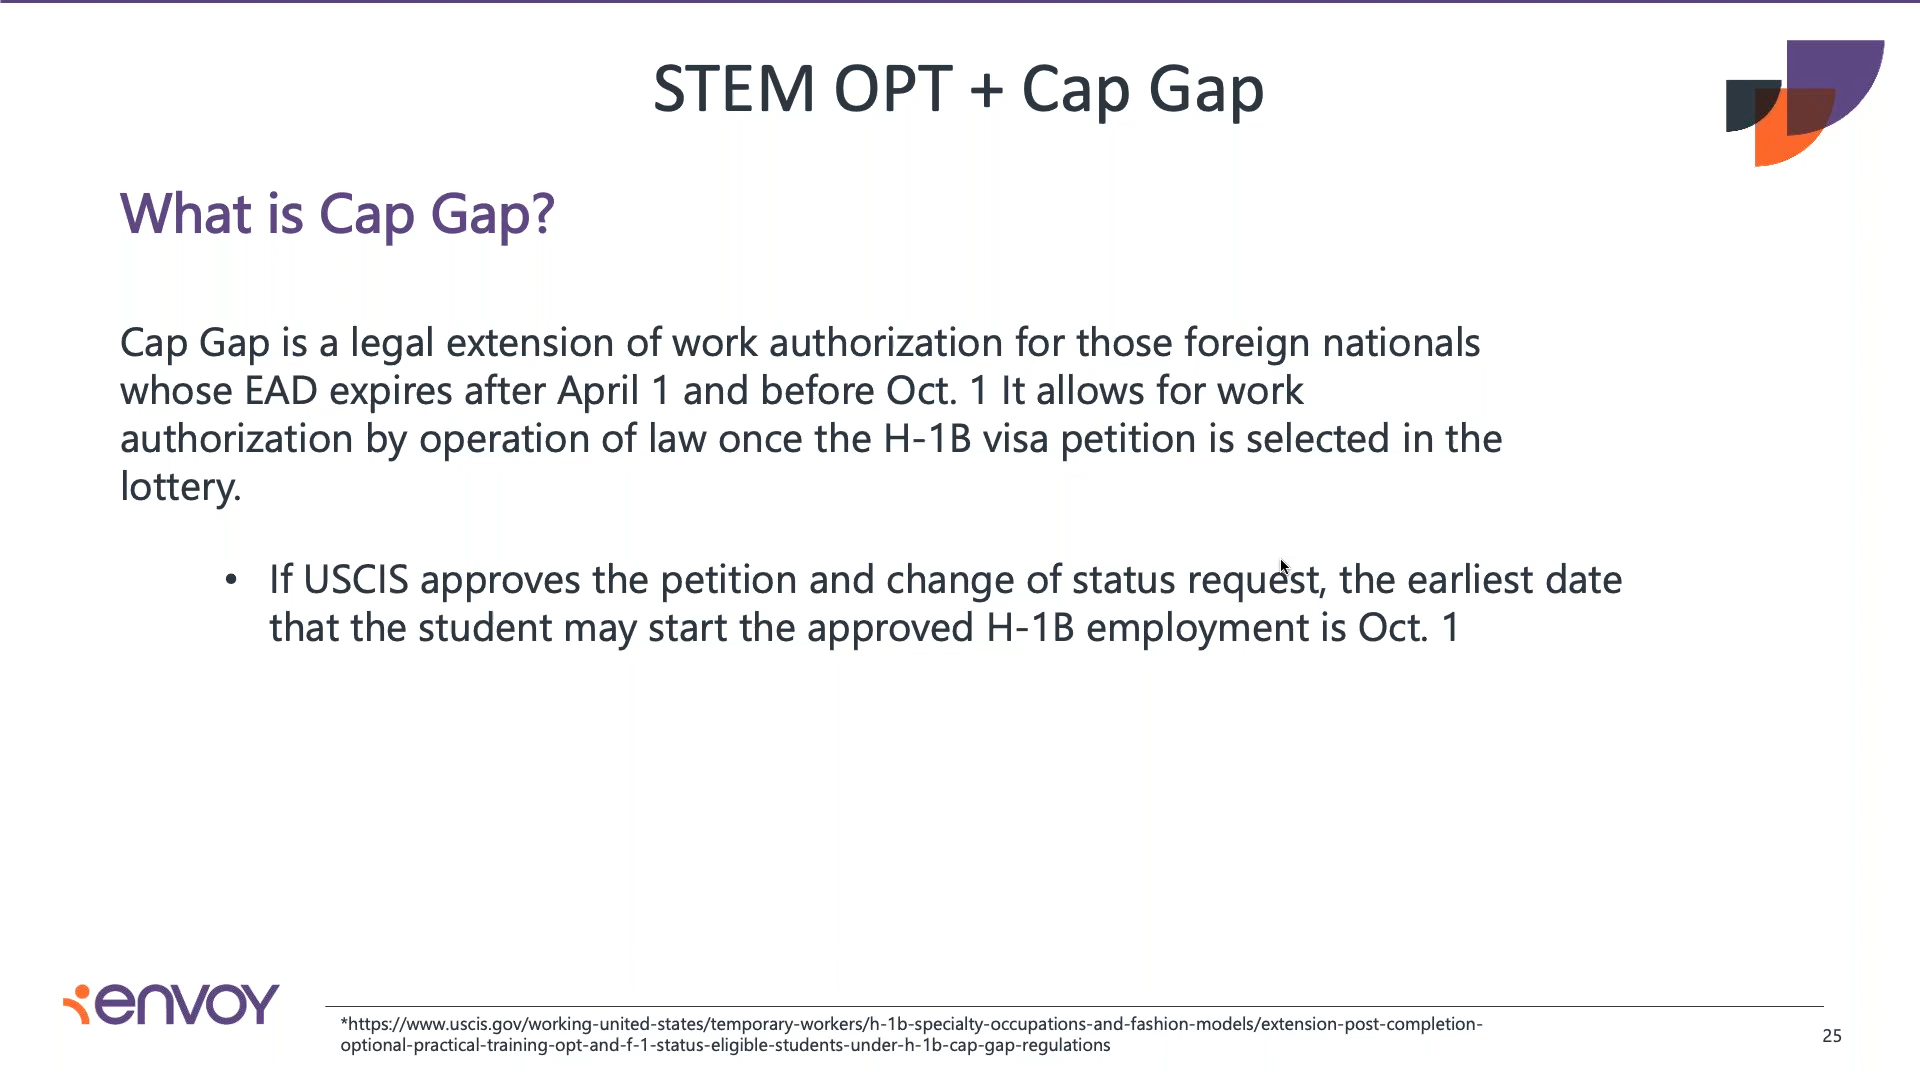 STEM OPT + Cap Gap
What is Cap Gap?
Cap Gap is a legal extension of work authorization for those foreign nationals
whose EAD expires after April 1 and before Oct. 1 It allows for work
authorization by operation of law once the H-1B visa petition is selected in the
lottery.
• If USCIS approves the petition and change of status request, the earliest date
that the student may start the approved H-1B employment is Oct. 1
envoy
*https://www.uscis.gov/working-united-states/temporary-workers/h-1b-specialty-occupations-and-fashion-models/extension-post-completion-
optional-practical-training-opt-and-f-1-status-eligible-students-under-h-1b-cap-gap-regulations
25